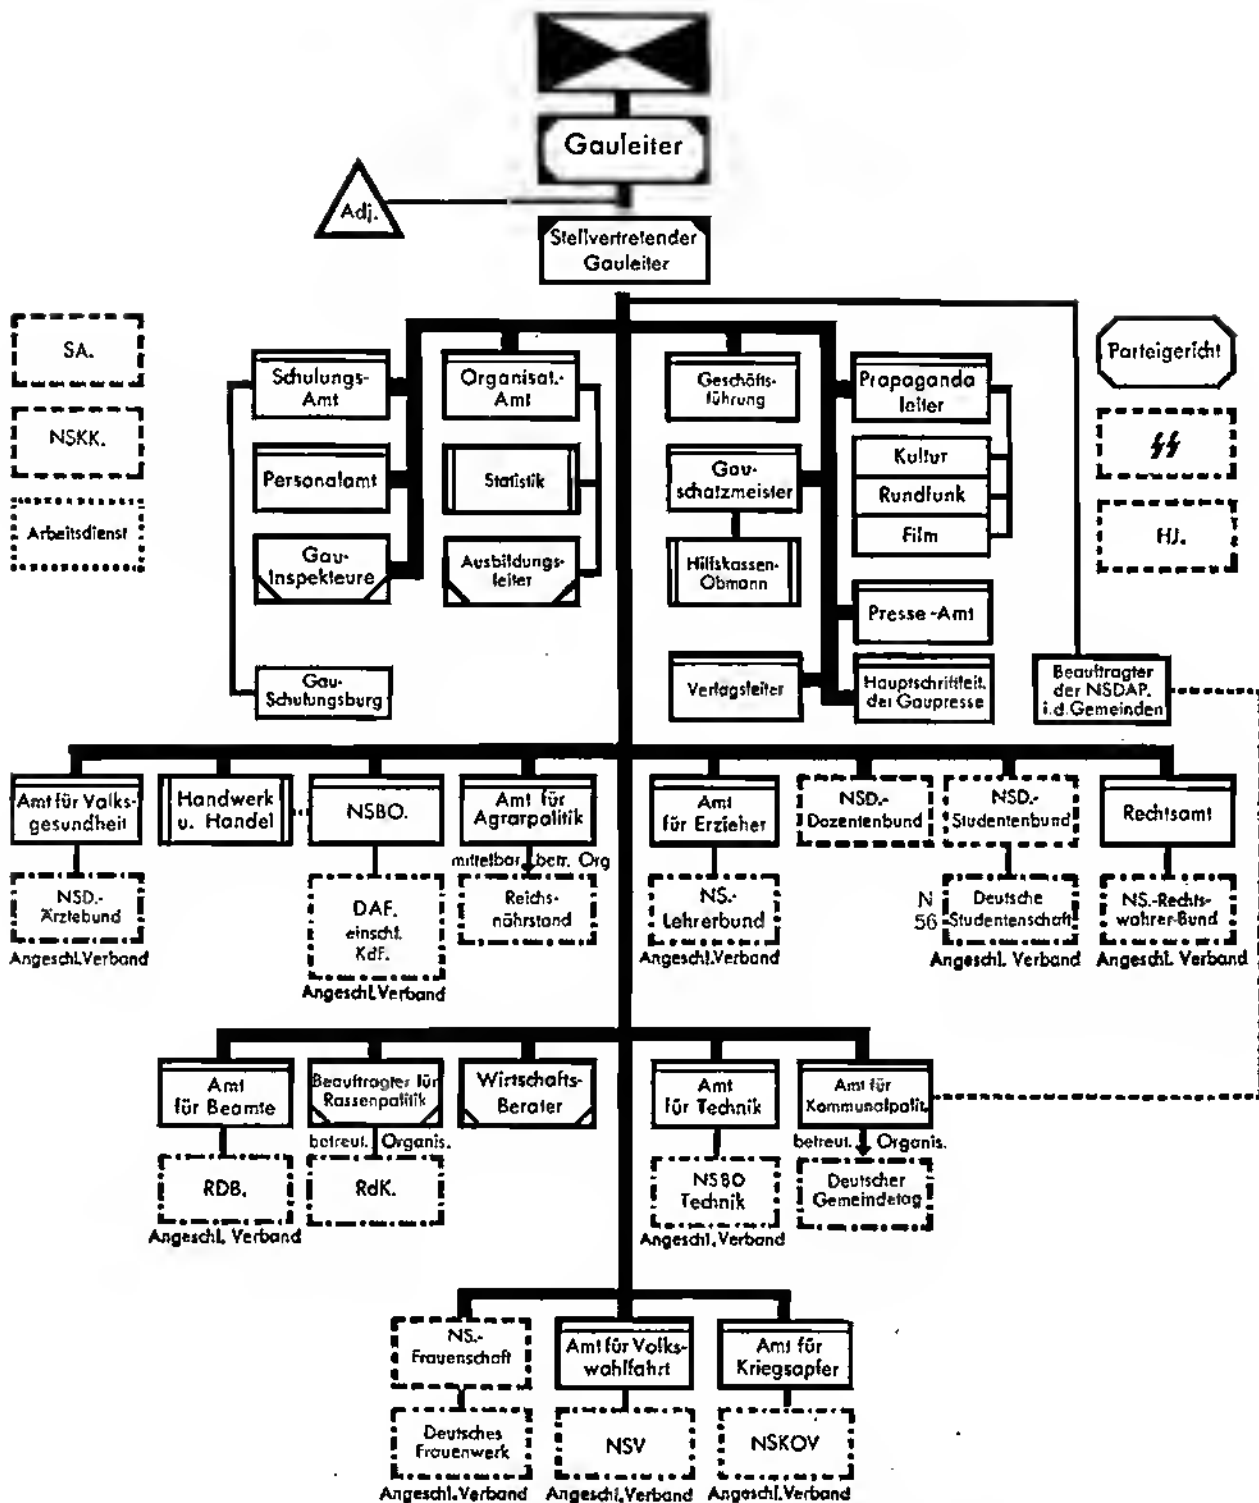 Gauleiter
Adj.
Stellvertretender
Gauleiter
SA.
NSKK.
Arbeitsdienst
Schulungs-
Amt
Personalamt
Gau-
Inspekteure
Gau-
Schulungsburg
Organisat.-
Amt
Statistik
Ausbildungs-
leiter
Geschäfts-
führung
Gau-
schatzmeister
Hilfskassen-
Obmann
Verlagsleiter
Propaganda
leiter
Kultur
Rundfunk
Film
Presse-Amt
Hauptschriftleit.
der Gaupresse
Parteigericht
ϟϟ
HJ.
Beauftragter
der NSDAP.
i.d.Gemeinden
Amt für Volks-
gesundheit
NSD.-
Ärztebund
Angeschl.Verband
Handwerk
u. Handel
NSBO.
DAF.
einschl.
KdF.
Angeschl.Verband
Amt für
Agrarpolitik
mittelbar betr. Org
Reichs-
nährstand
Amt
für Erzieher
NS.-
Lehrerbund
Angeschl.Verband
NSD.-
Dozentenbund
NSD.-
Studentenbund
N
56
Deutsche
Studentenschaft
Angeschl. Verband
Rechtsamt
NS.-Rechts-
wahrer-Bund
Angeschl. Verband
Amt
für Beamte
RDB.
Angeschl. Verband
Beauftragter für
Rassenpolitik
betreut. Organis.
RdK.
Wirtschafts-
Berater
Amt
für Technik
NSBO
Technik
Angeschl. Verband
Amt für
Kommunalpolit.
betreut. Organis.
Deutscher
Gemeindetag
NS.-
Frauenschaft
Deutsches
Frauenwerk
Angeschl.Verband
Amt für Volks-
wohlfahrt
NSV
Angeschl.Verband
Amt für
Kriegsopfer
NSKOV
Angeschl.Verband